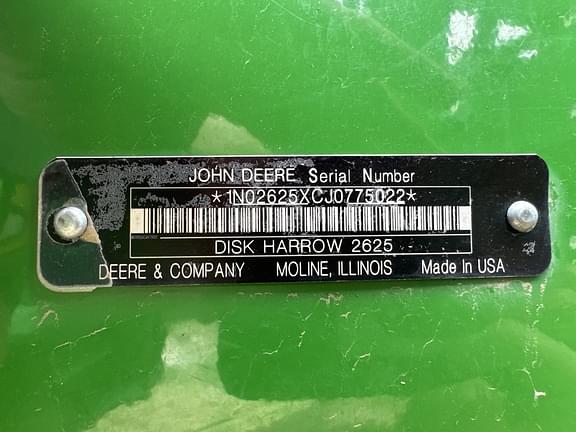 JOHN DEERE Serial Number
*1N02625XCJ0775022*
DISK HARROW 2625
DEERE & COMPANY MOLINE, ILLINOIS Made In USA